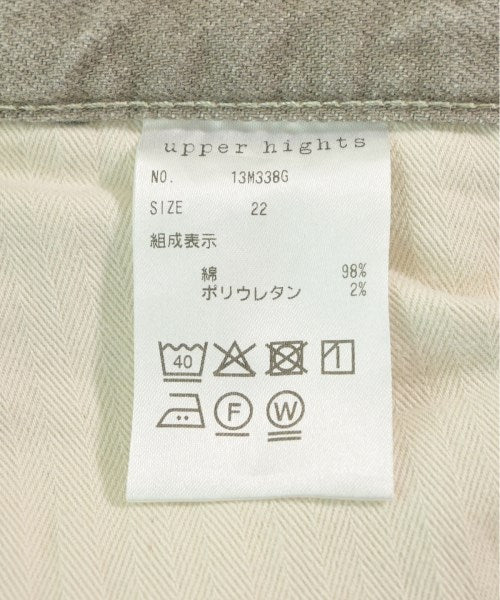 upper hights
NO. 13M338G
SIZE 22
組成表示
綿 98%
ポリウレタン 2%
40
F W